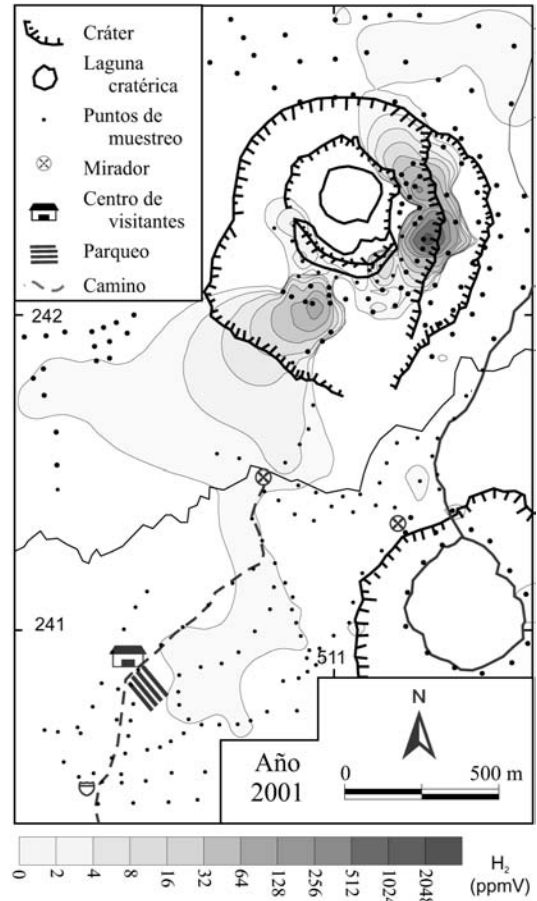 Cráter
Laguna
cratérica
Puntos de
muestreo
Mirador
Centro de
visitantes
Parqueo
Camino
242
241
511
N
Año
2001
0 500 m
0 2 4 8 16 32 64 128 256 512 1024 2048
H₂
(ppmV)